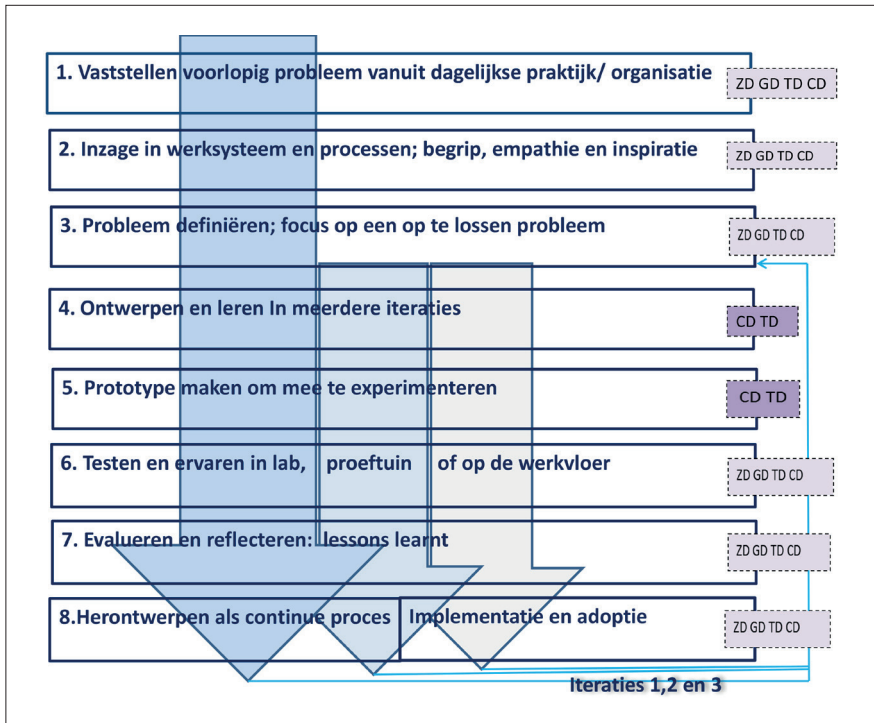 1. Vaststellen voorlopig probleem vanuit dagelijkse praktijk/ organisatie
ZD GD TD CD
2. Inzage in werksysteem en processen; begrip, empathie en inspiratie
ZD GD TD CD
3. Probleem definiëren; focus op een op te lossen probleem
ZD GD TD CD
4. Ontwerpen en leren In meerdere iteraties
CD TD
5. Prototype maken om mee te experimenteren
CD TD
6. Testen en ervaren in lab, proeftuin of op de werkvloer
ZD GD TD CD
7. Evalueren en reflecteren: lessons learnt
ZD GD TD CD
8.Herontwerpen als continue proces Implementatie en adoptie
ZD GD TD CD
Iteraties 1,2 en 3